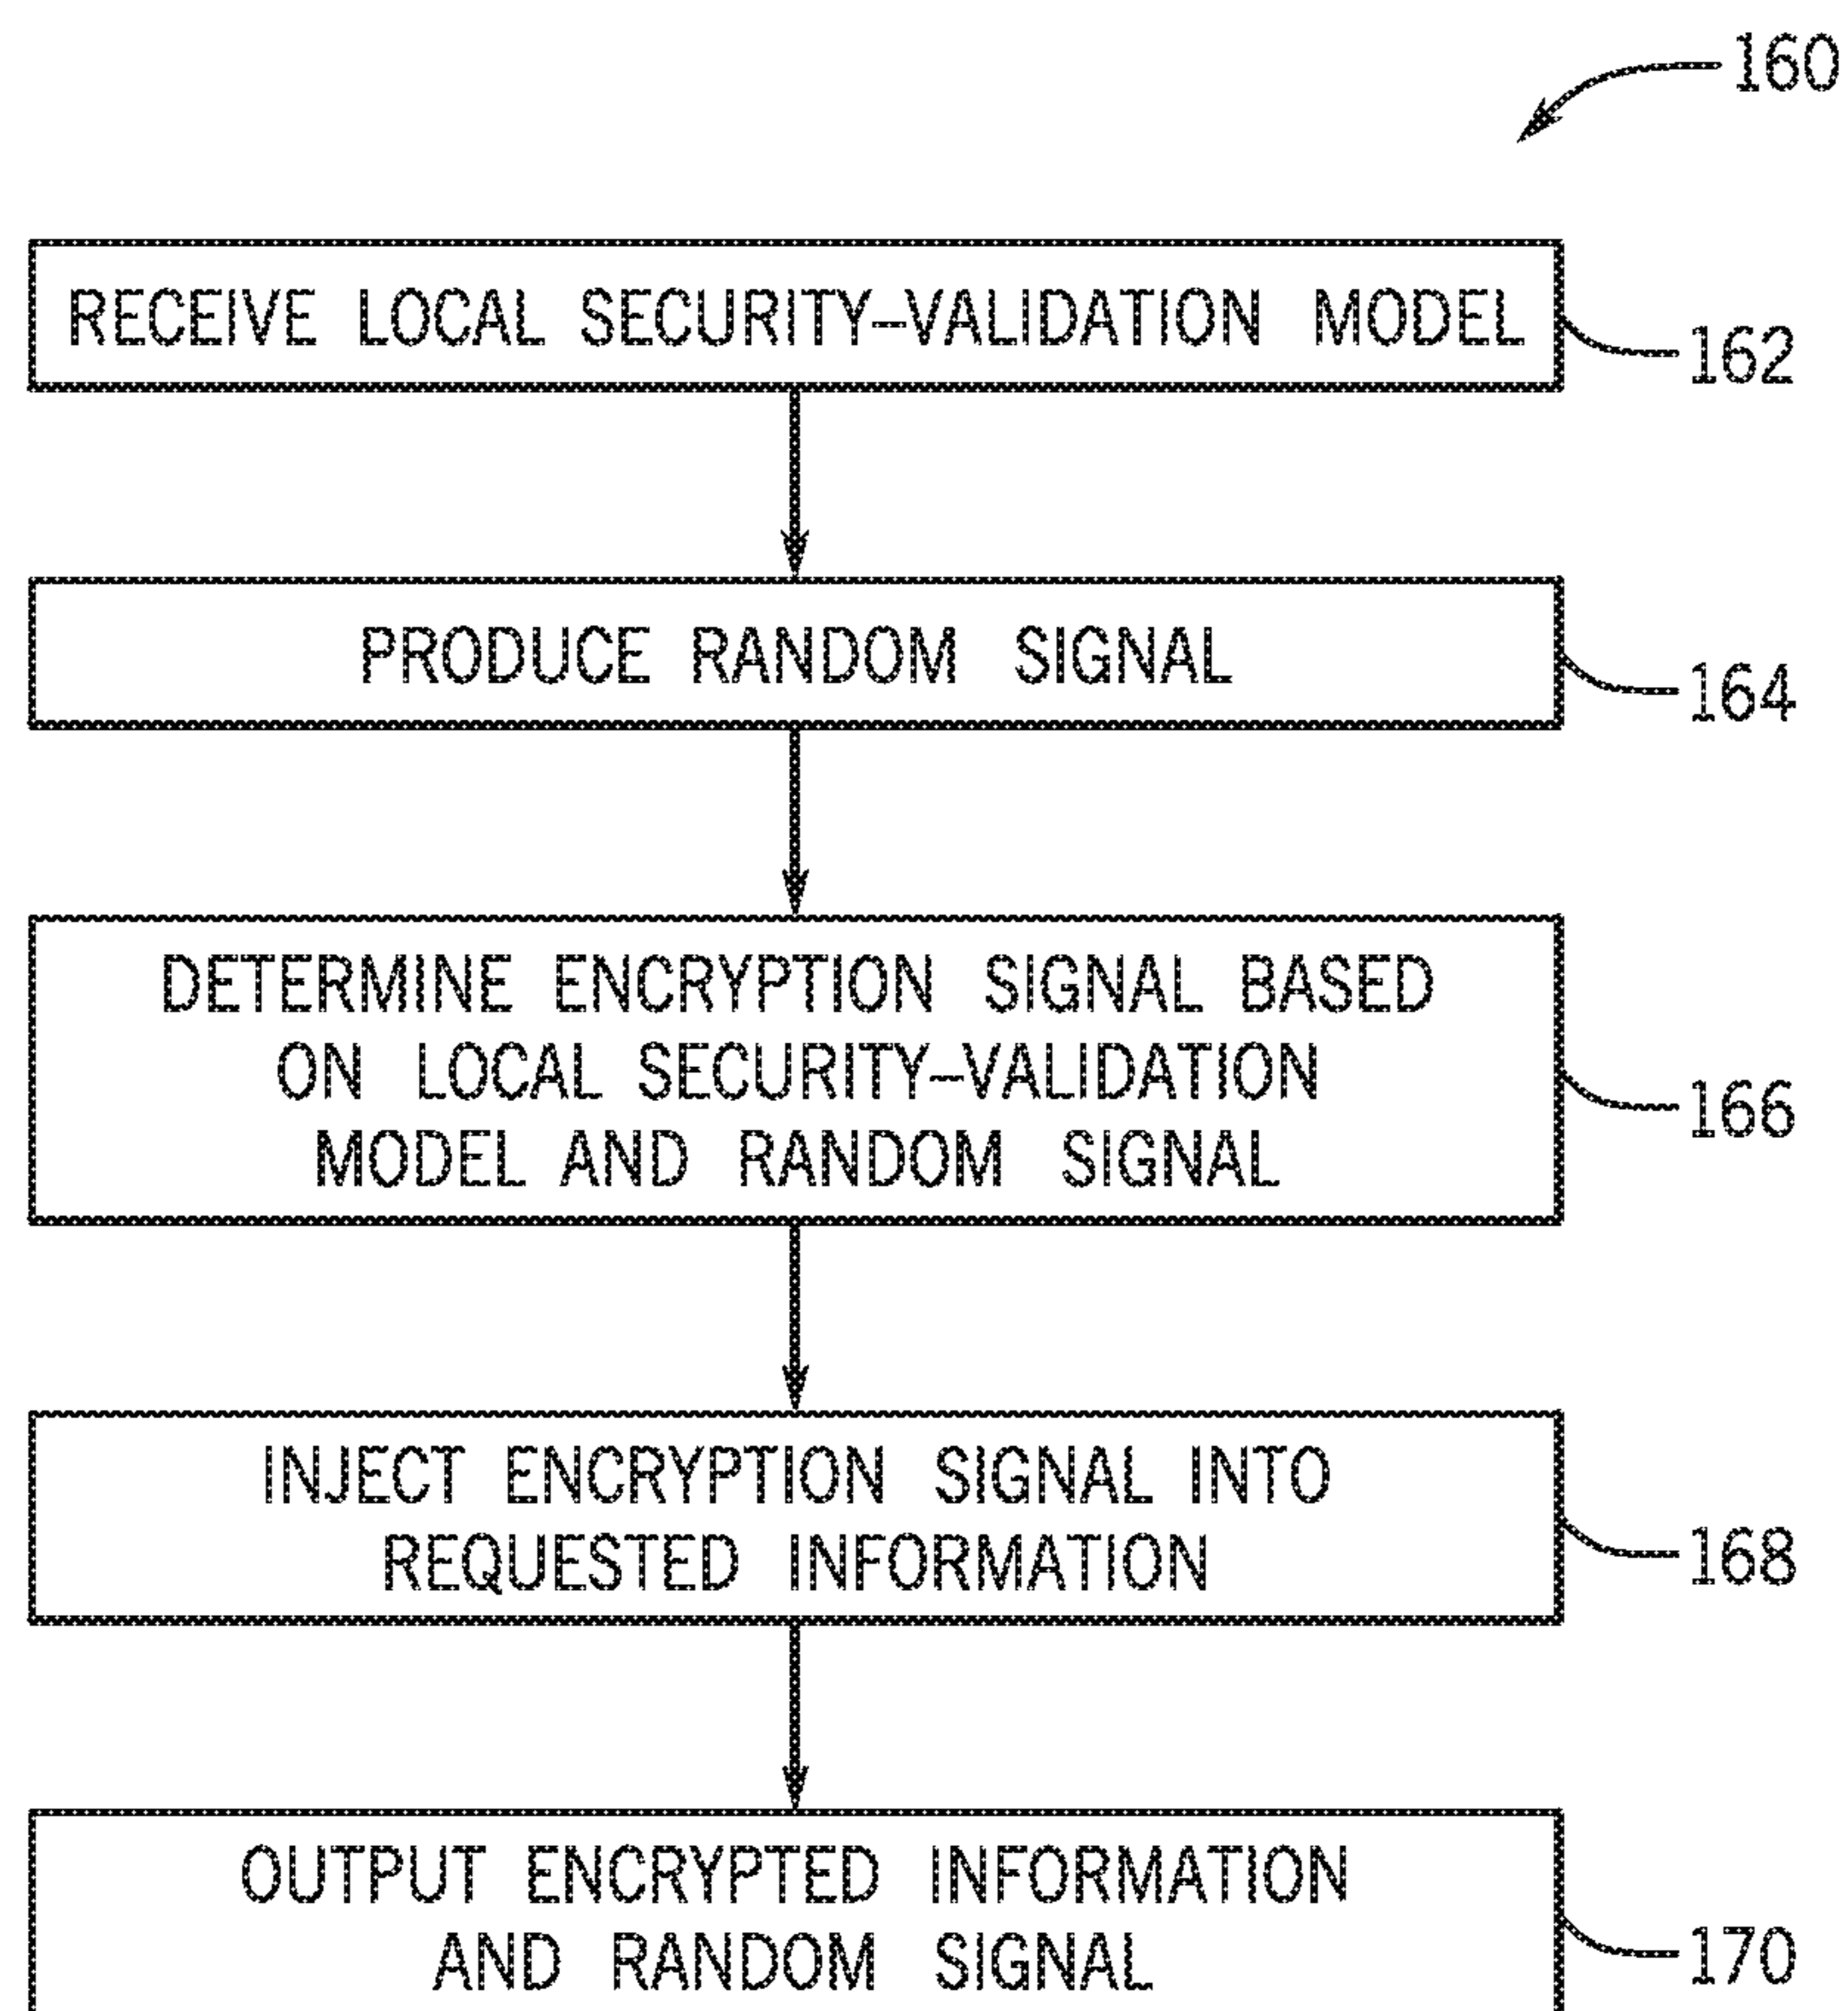 160
RECEIVE LOCAL SECURITY-VALIDATION MODEL
162
PRODUCE RANDOM SIGNAL
164
DETERMINE ENCRYPTION SIGNAL BASED
ON LOCAL SECURITY-VALIDATION
MODEL AND RANDOM SIGNAL
166
INJECT ENCRYPTION SIGNAL INTO
REQUESTED INFORMATION
168
OUTPUT ENCRYPTED INFORMATION
AND RANDOM SIGNAL
170